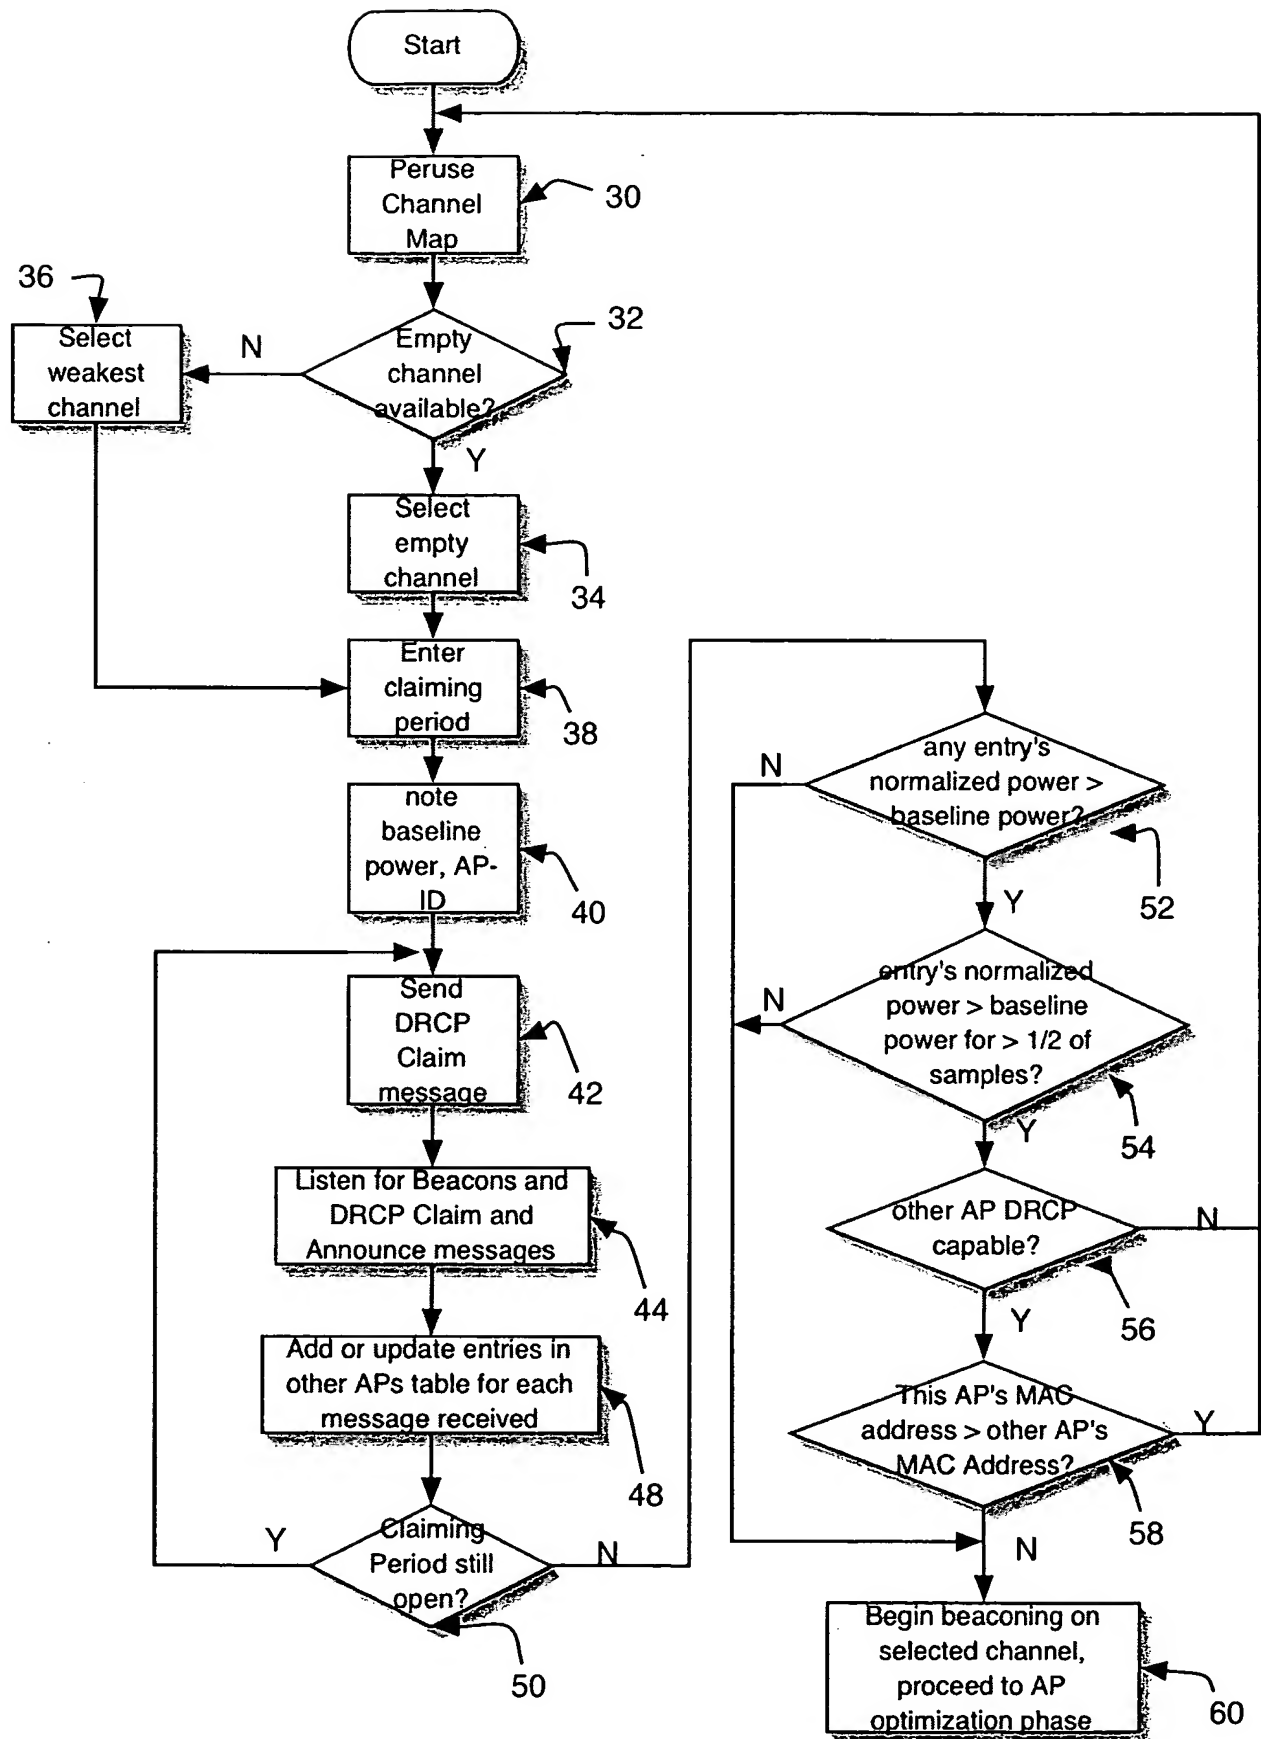 Start
Peruse
Channel
Map
30
36
Select
weakest
channel
N
Empty
channel
available?
32
Y
Select
empty
channel
34
Enter
claiming
period
38
note
baseline
power, AP-
ID
40
Send
DRCP
Claim
message
42
Listen for Beacons and
DRCP Claim and
Announce messages
44
Add or update entries in
other APs table for each
message received
48
Y
Claiming
Period still
open?
N
50
N
any entry's
normalized power >
baseline power?
52
Y
N
entry's normalized
power > baseline
power for > 1/2 of
samples?
54
Y
other AP DRCP
capable?
N
56
Y
This AP's MAC
address > other AP's
MAC Address?
Y
58
N
Begin beaconing on
selected channel,
proceed to AP
optimization phase
60